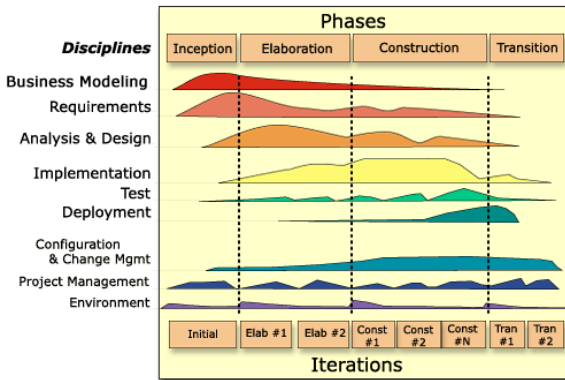 Phases
Disciplines
Inception
Elaboration
Construction
Transition
Business Modeling
Requirements
Analysis & Design
Implementation
Test
Deployment
Configuration
& Change Mgmt
Project Management
Environment
Initial
Elab #1
Elab #2
Const
#1
Const
#2
Const
#N
Tran
#1
Tran
#2
Iterations